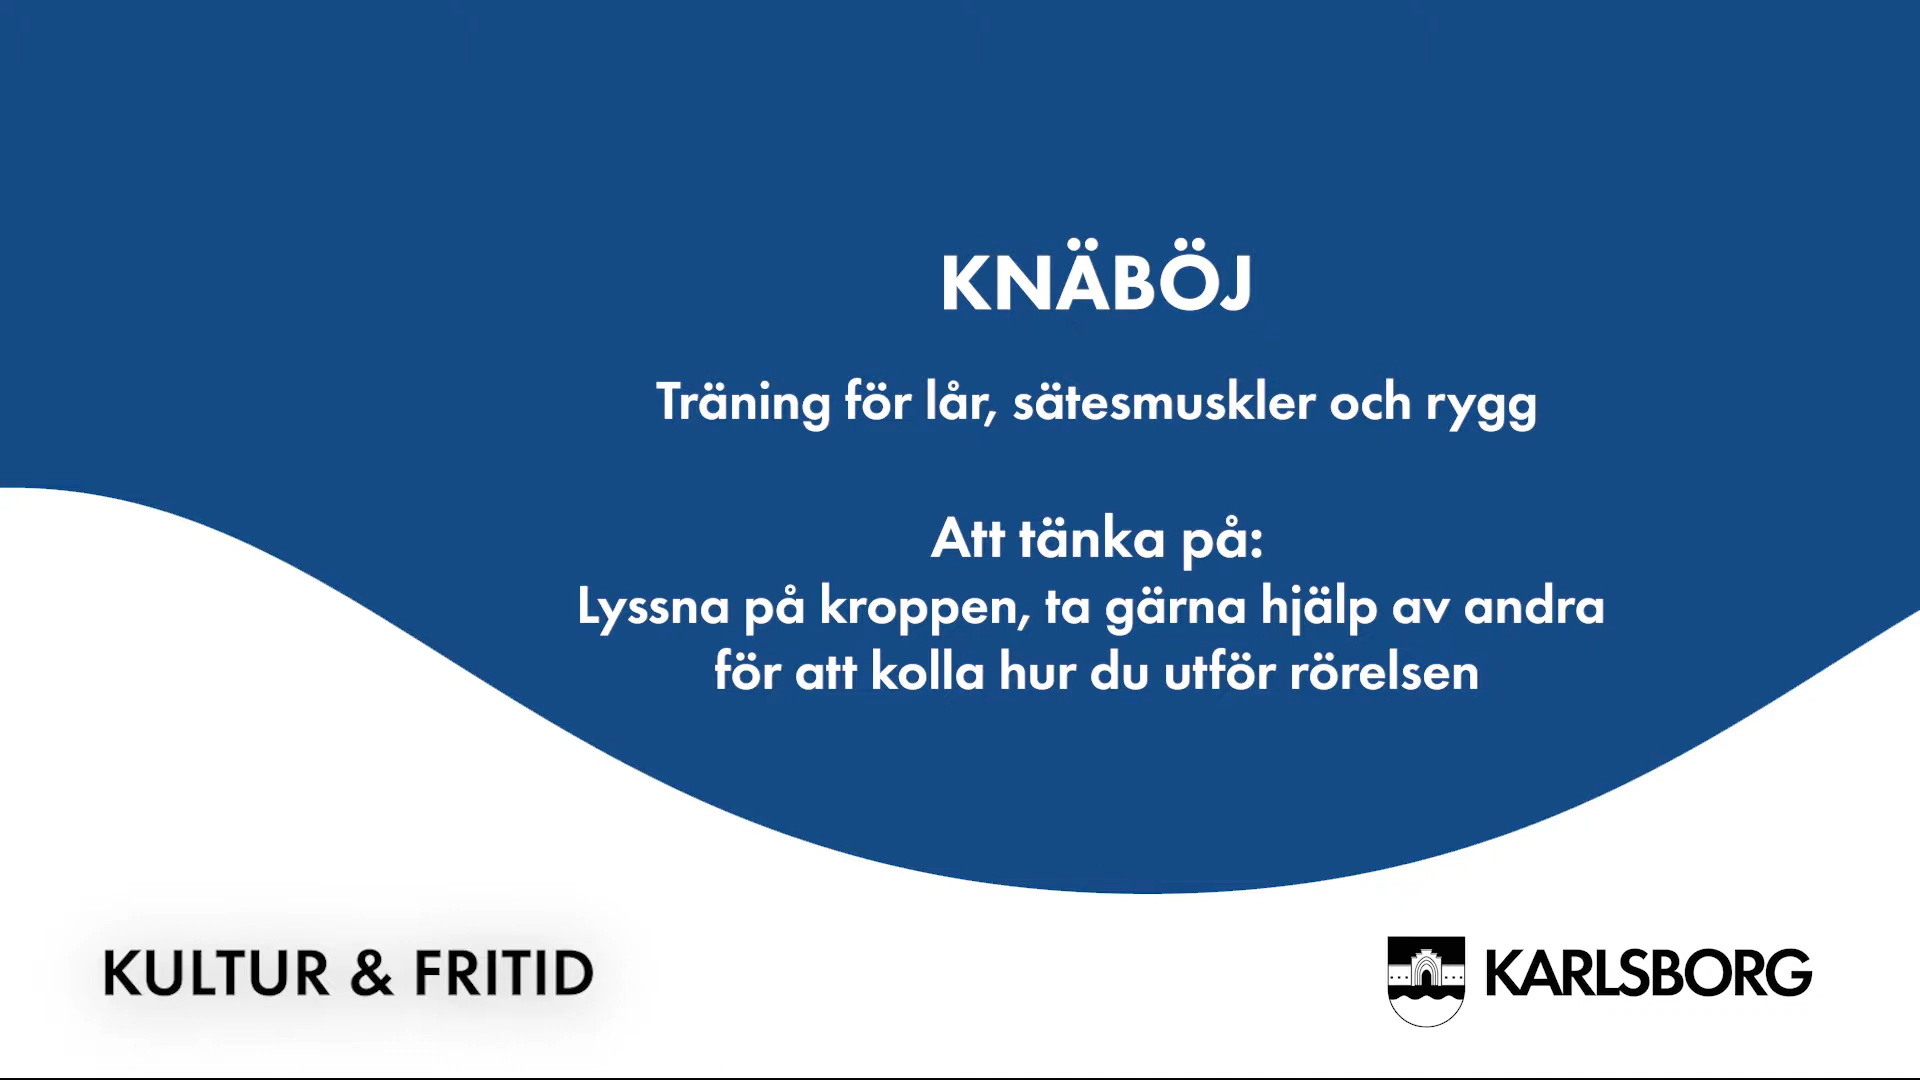 KNÄBÖJ
Träning för lår, sätesmuskler och rygg
Att tänka på:
Lyssna på kroppen, ta gärna hjälp av andra
för att kolla hur du utför rörelsen
KULTUR & FRITID
KARLSBORG